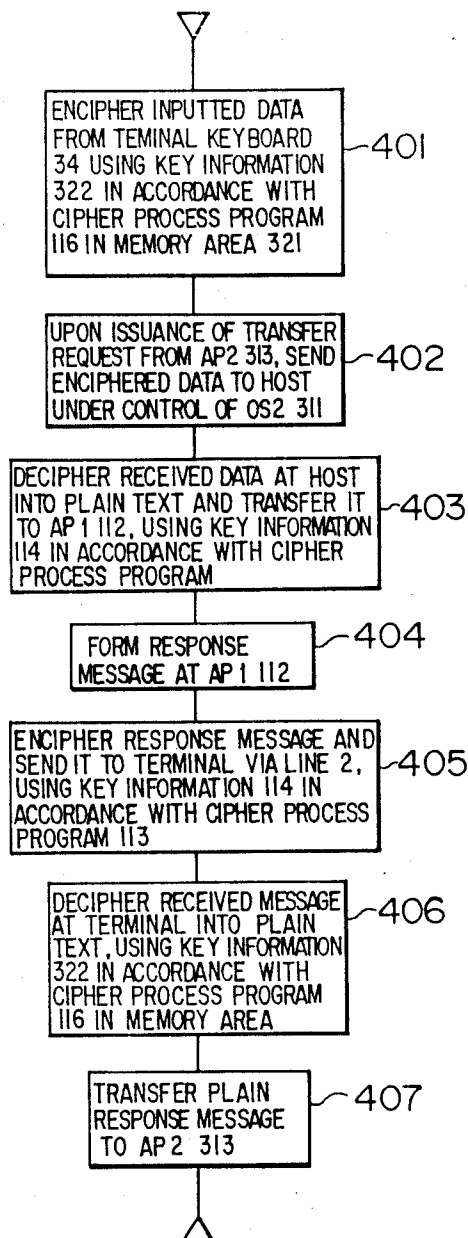 ENCIPHER INPUTTED DATA
FROM TEMINAL KEYBOARD
34 USING KEY INFORMATION
322 IN ACCORDANCE WITH
CIPHER PROCESS PROGRAM
116 IN MEMORY AREA 321
401
UPON ISSUANCE OF TRANSFER
REQUEST FROM AP2 313, SEND
ENCIPHERED DATA TO HOST
UNDER CONTROL OF OS2 311
402
DECIPHER RECEIVED DATA AT HOST
INTO PLAIN TEXT AND TRANSFER IT
TO AP1 112, USING KEY INFORMATION
114 IN ACCORDANCE WITH CIPHER
PROCESS PROGRAM
403
FORM RESPONSE
MESSAGE AT AP1 112
404
ENCIPHER RESPONSE MESSAGE AND
SEND IT TO TERMINAL VIA LINE 2,
USING KEY INFORMATION 114 IN
ACCORDANCE WITH CIPHER PROCESS
PROGRAM 113
405
DECIPHER RECEIVED MESSAGE
AT TERMINAL INTO PLAIN
TEXT, USING KEY INFORMATION
322 IN ACCORDANCE WITH
CIPHER PROCESS PROGRAM
116 IN MEMORY AREA
406
TRANSFER PLAIN
RESPONSE MESSAGE
TO AP2 313
407